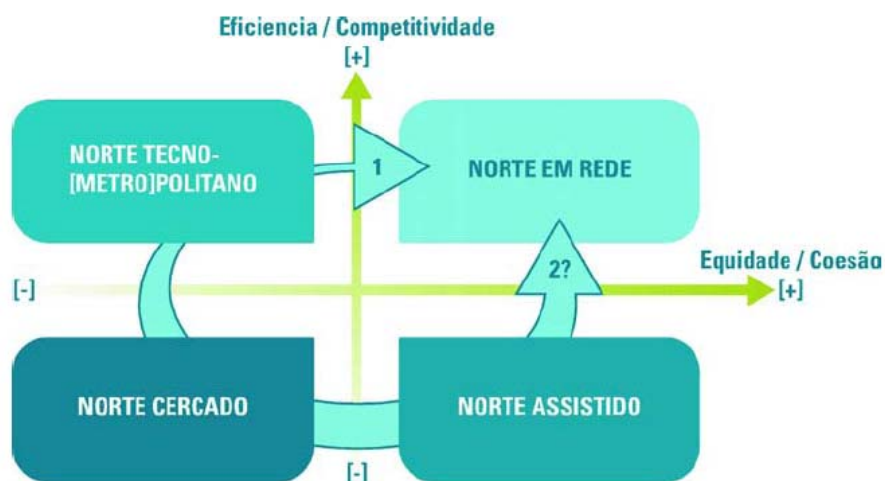 Eficiencia / Competitividade
[+]
NORTE TECNO-
[METRO]POLITANO
1
NORTE EM REDE
2?
Equidade / Coesão
[-]
[+]
NORTE CERCADO
NORTE ASSISTIDO
[-]